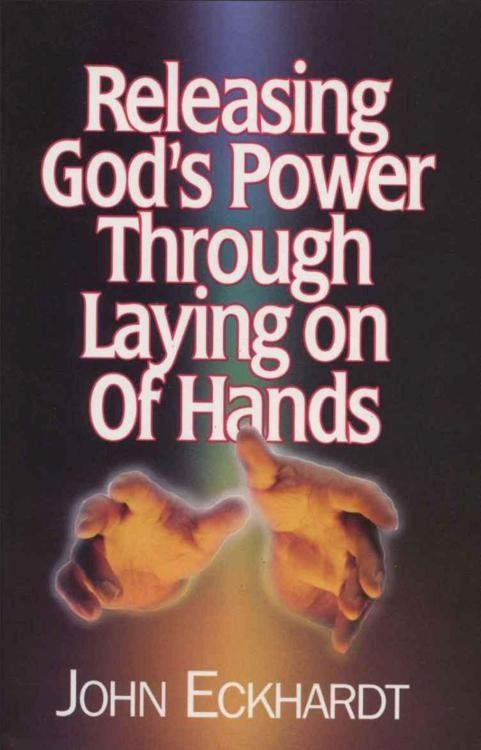 Releasing
God's Power
Through
Laying on
Of Hands
JOHN ECKHARDT